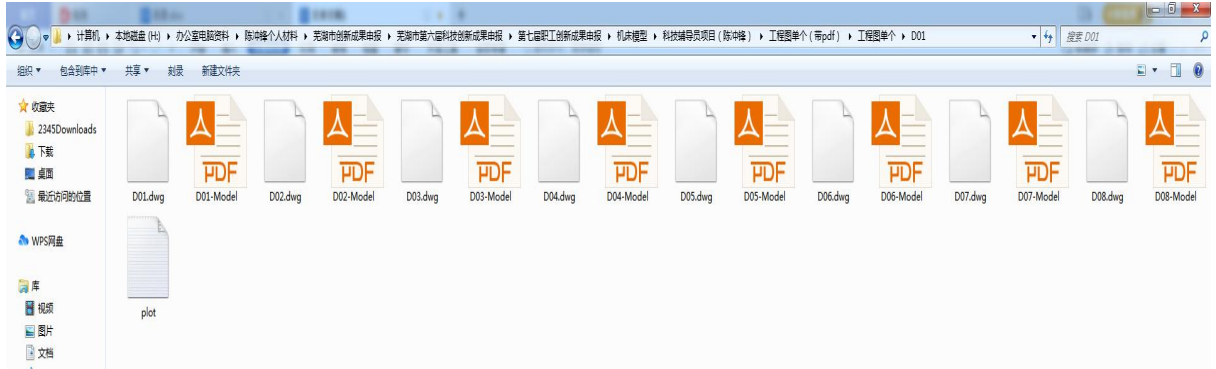 计算机 ▸ 本地磁盘 (H:) ▸ 办公室电脑资料 ▸ 陈冲锋个人材料 ▸ 芜湖市创新成果申报 ▸ 芜湖市第六届科技创新成果申报 ▸ 第七届职工创新成果申报 ▸ 机床模型 ▸ 科技辅导员项目 (陈冲锋) ▸ 工程图单个 (带pdf) ▸ 工程图单个 ▸ D01
搜索 D01
组织 包含到库中 共享 刻录 新建文件夹
收藏夹
2345Downloads
下载
桌面
最近访问的位置
WPS网盘
库
视频
图片
文档
PDF PDF PDF PDF PDF PDF PDF PDF
D01.dwg D01-Model D02.dwg D02-Model D03.dwg D03-Model D04.dwg D04-Model D05.dwg D05-Model D06.dwg D06-Model D07.dwg D07-Model D08.dwg D08-Model
plot